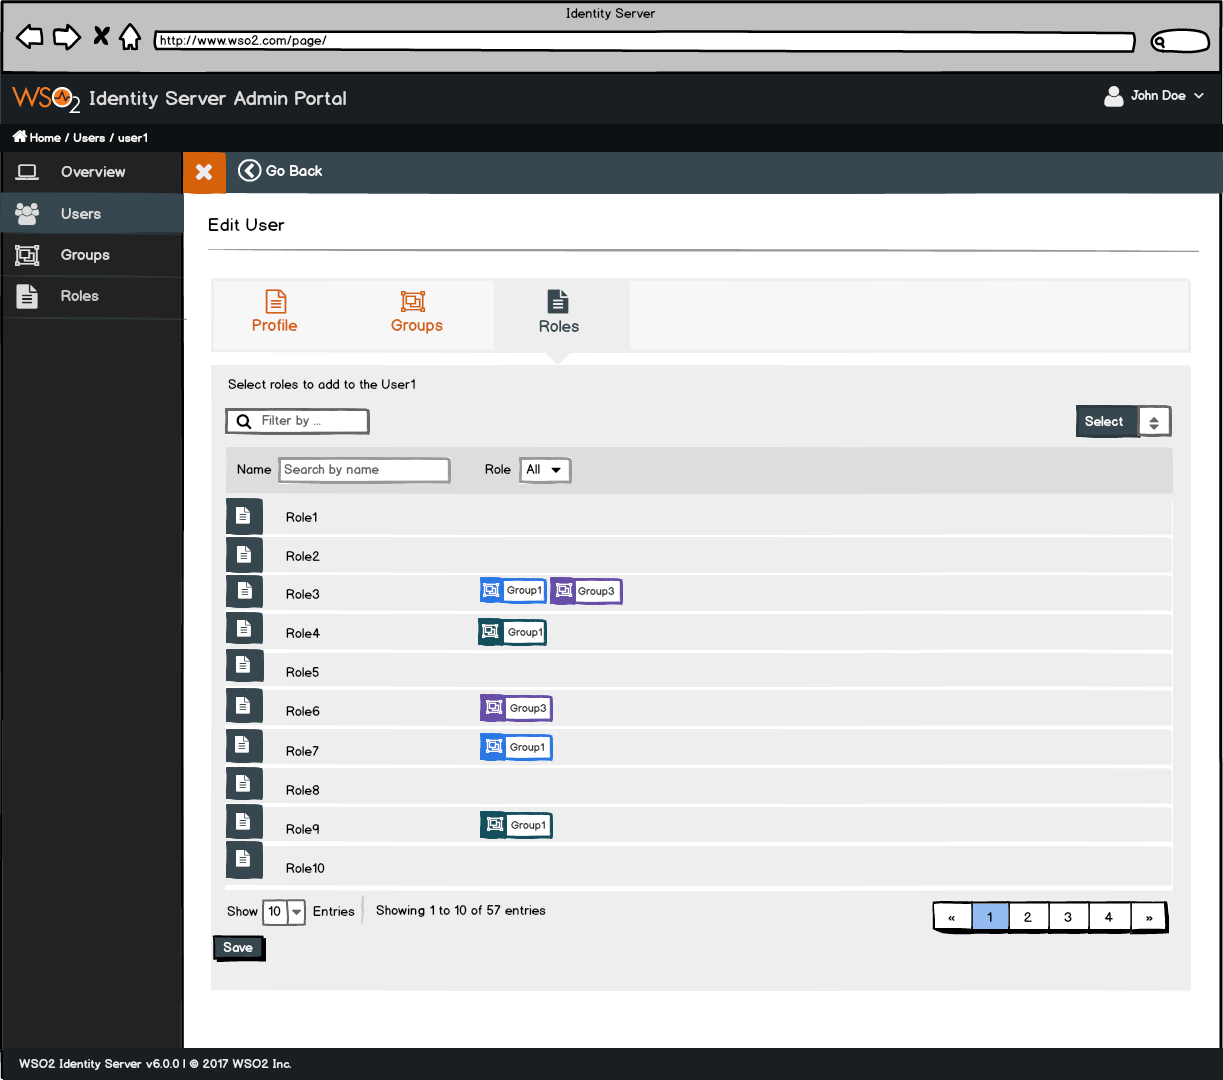 Identity Server
http://www.wso2.com/page/
WSO2 Identity Server Admin Portal
John Doe
Home / Users / user1
Overview
Go Back
Users
Edit User
Groups
Roles
Profile
Groups
Roles
Select roles to add to the User1
Filter by ...
Select
Name Search by name Role All
Role1
Role2
Role3 Group1 Group3
Role4 Group1
Role5
Role6 Group3
Role7 Group1
Role8
Role9 Group1
Role10
Show 10 Entries Showing 1 to 10 of 57 entries
« 1 2 3 4 »
Save
WSO2 Identity Server v6.0.0 | © 2017 WSO2 Inc.